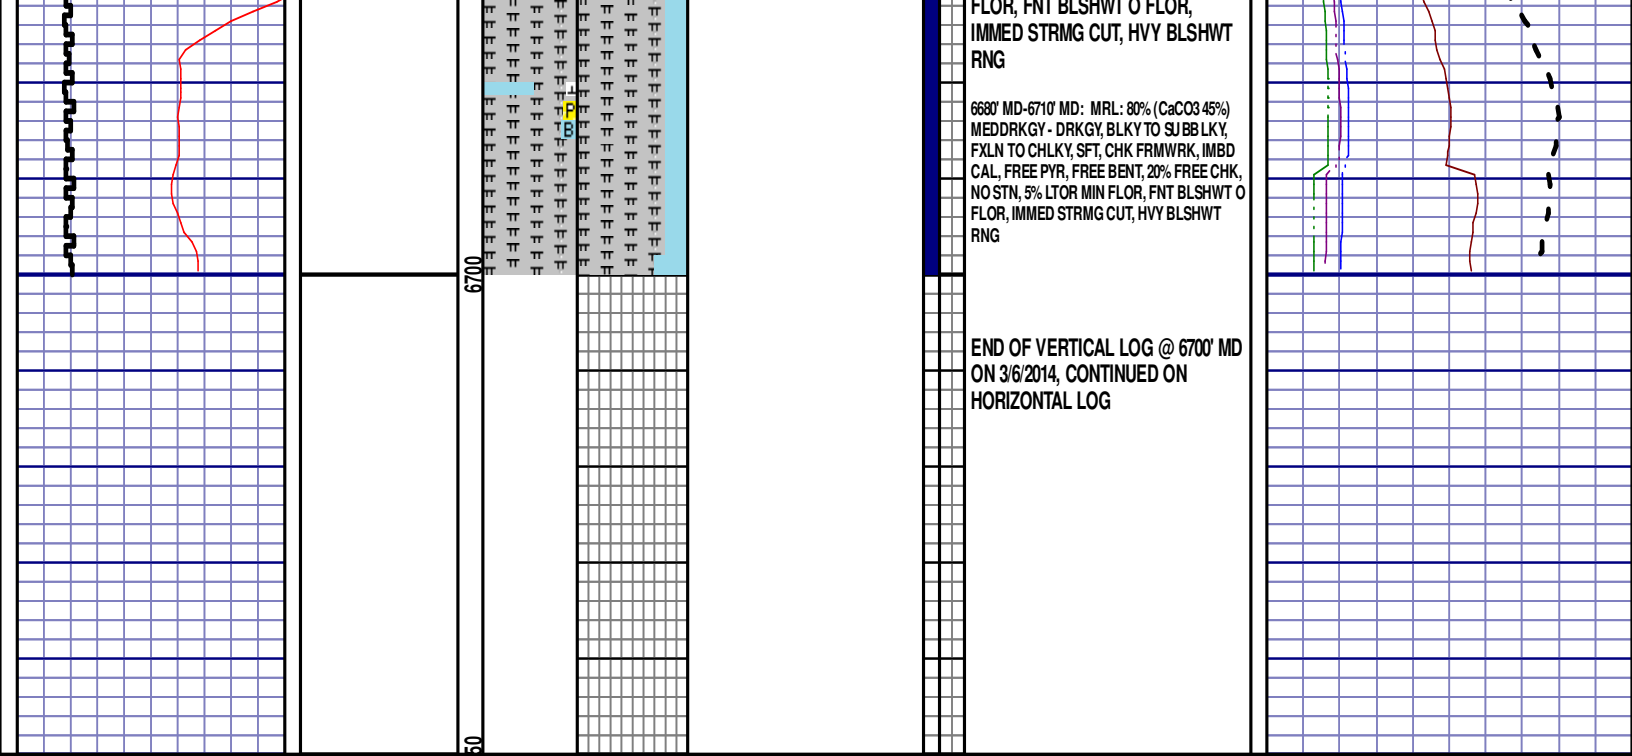 FLOR, FNT BLSHWT O FLOR,
IMMED STRMG CUT, HVY BLSHWT
RNG
6680' MD-6710' MD: MRL: 80% (CaCO3 45%)
MEDDRKGY - DRKGY, BLKY TO SUBBLKY,
FXLN TO CHLKY, SFT, CHK FRMWRK, IMBD
CAL, FREE PYR, FREE BENT, 20% FREE CHK,
NO STN, 5% LTOR MIN FLOR, FNT BLSHWT O
FLOR, IMMED STRMG CUT, HVY BLSHWT
RNG
P
B
6700
END OF VERTICAL LOG @ 6700' MD
ON 3/6/2014, CONTINUED ON
HORIZONTAL LOG
50